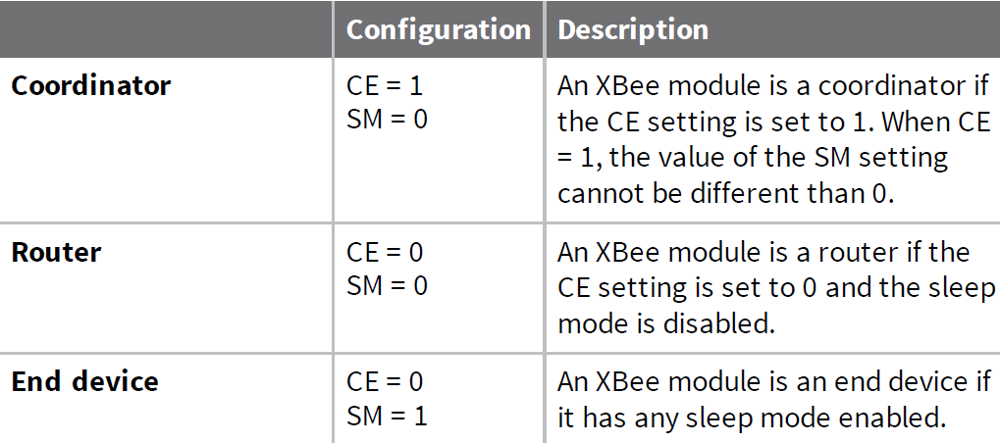 Configuration Description
Coordinator
CE = 1
SM = 0
An XBee module is a coordinator if
the CE setting is set to 1. When CE
= 1, the value of the SM setting
cannot be different than 0.
Router
CE = 0
SM = 0
An XBee module is a router if the
CE setting is set to 0 and the sleep
mode is disabled.
End device
CE = 0
SM = 1
An XBee module is an end device if
it has any sleep mode enabled.